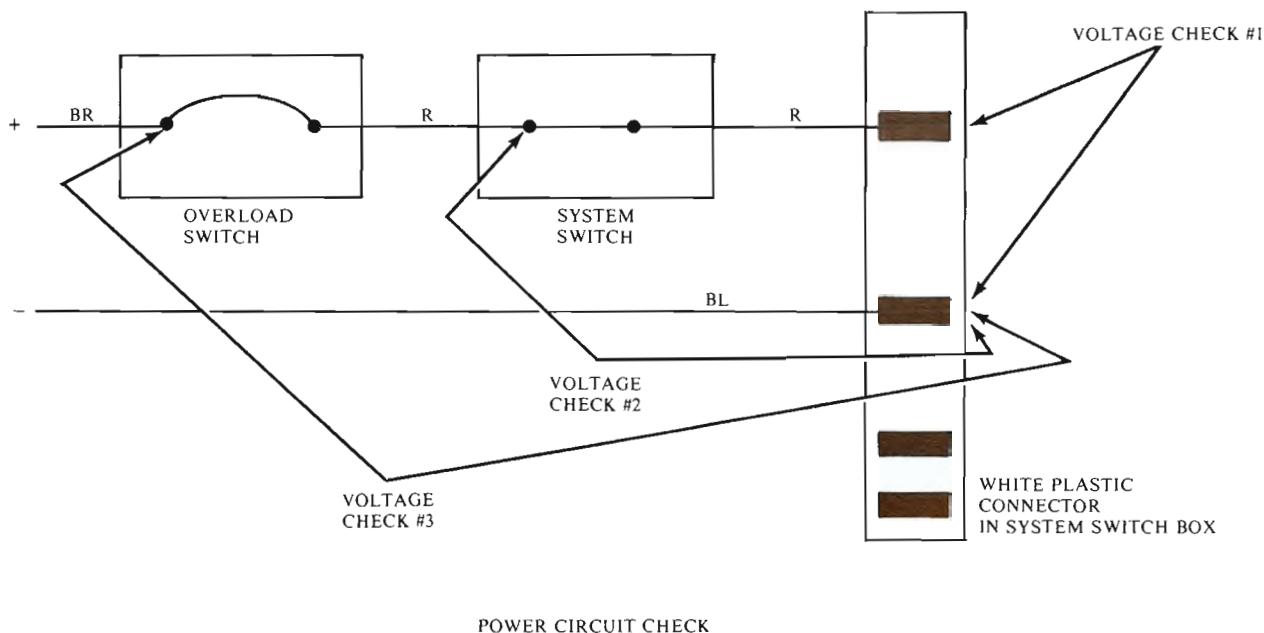 VOLTAGE CHECK #1
+
BR
R
R
OVERLOAD
SWITCH
SYSTEM
SWITCH
–
BL
VOLTAGE
CHECK #2
VOLTAGE
CHECK #3
WHITE PLASTIC
CONNECTOR
IN SYSTEM SWITCH BOX
POWER CIRCUIT CHECK